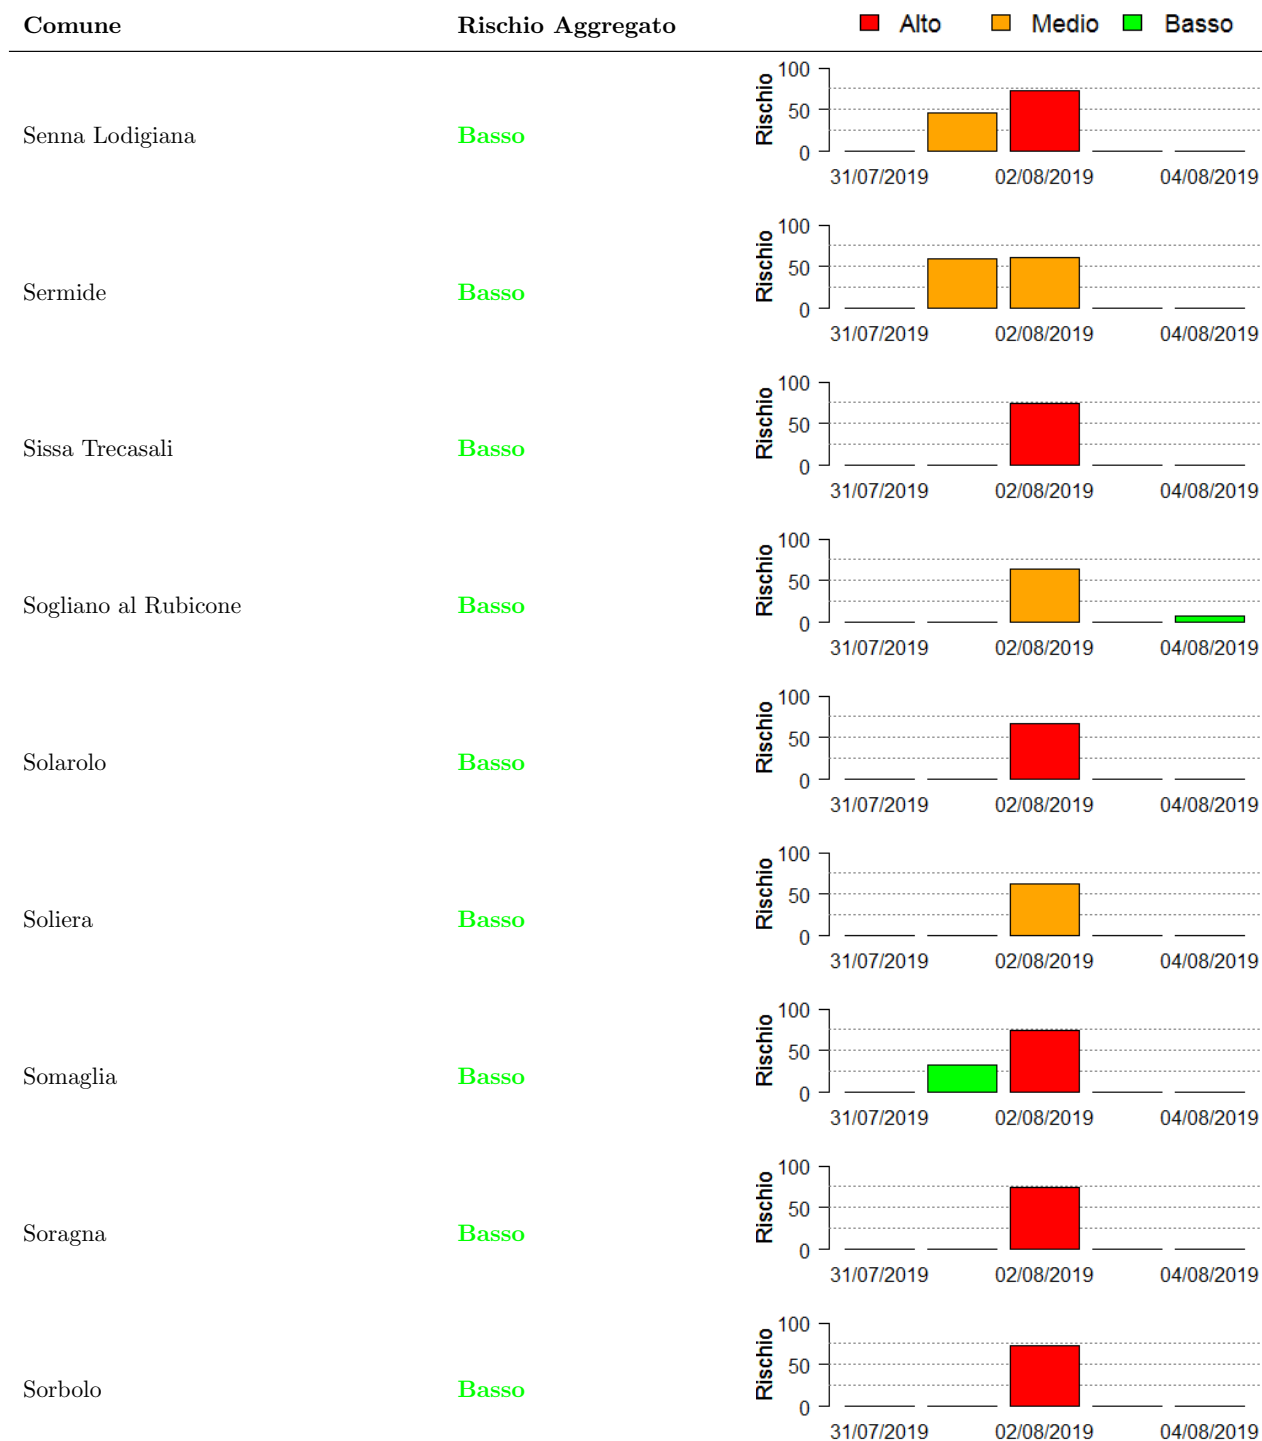 Comune Rischio Aggregato Alto Medio Basso
100
50
0
Rischio
Senna Lodigiana Basso
31/07/2019 02/08/2019 04/08/2019
100
50
0
Rischio
Sermide Basso
31/07/2019 02/08/2019 04/08/2019
100
50
0
Rischio
Sissa Trecasali Basso
31/07/2019 02/08/2019 04/08/2019
100
50
0
Rischio
Sogliano al Rubicone Basso
31/07/2019 02/08/2019 04/08/2019
100
50
0
Rischio
Solarolo Basso
31/07/2019 02/08/2019 04/08/2019
100
50
0
Rischio
Soliera Basso
31/07/2019 02/08/2019 04/08/2019
100
50
0
Rischio
Somaglia Basso
31/07/2019 02/08/2019 04/08/2019
100
50
0
Rischio
Soragna Basso
31/07/2019 02/08/2019 04/08/2019
100
50
0
Rischio
Sorbolo Basso
31/07/2019 02/08/2019 04/08/2019